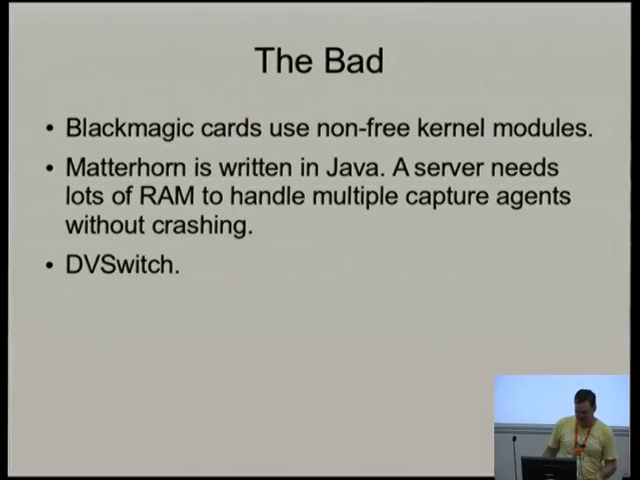 The Bad
• Blackmagic cards use non-free kernel modules.
• Matterhorn is written in Java. A server needs
lots of RAM to handle multiple capture agents
without crashing.
• DVSwitch.